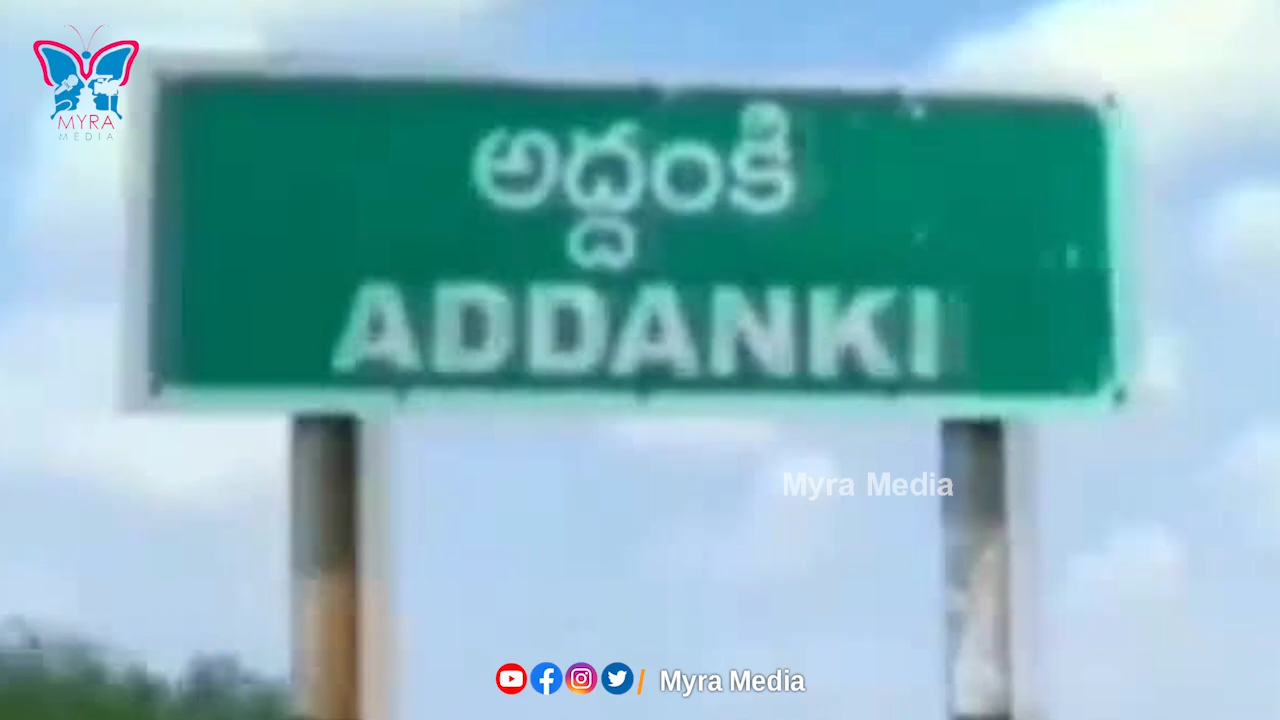 MYRA
MEDIA
అద్దంకి
ADDANKI
Myra Media
/ Myra Media